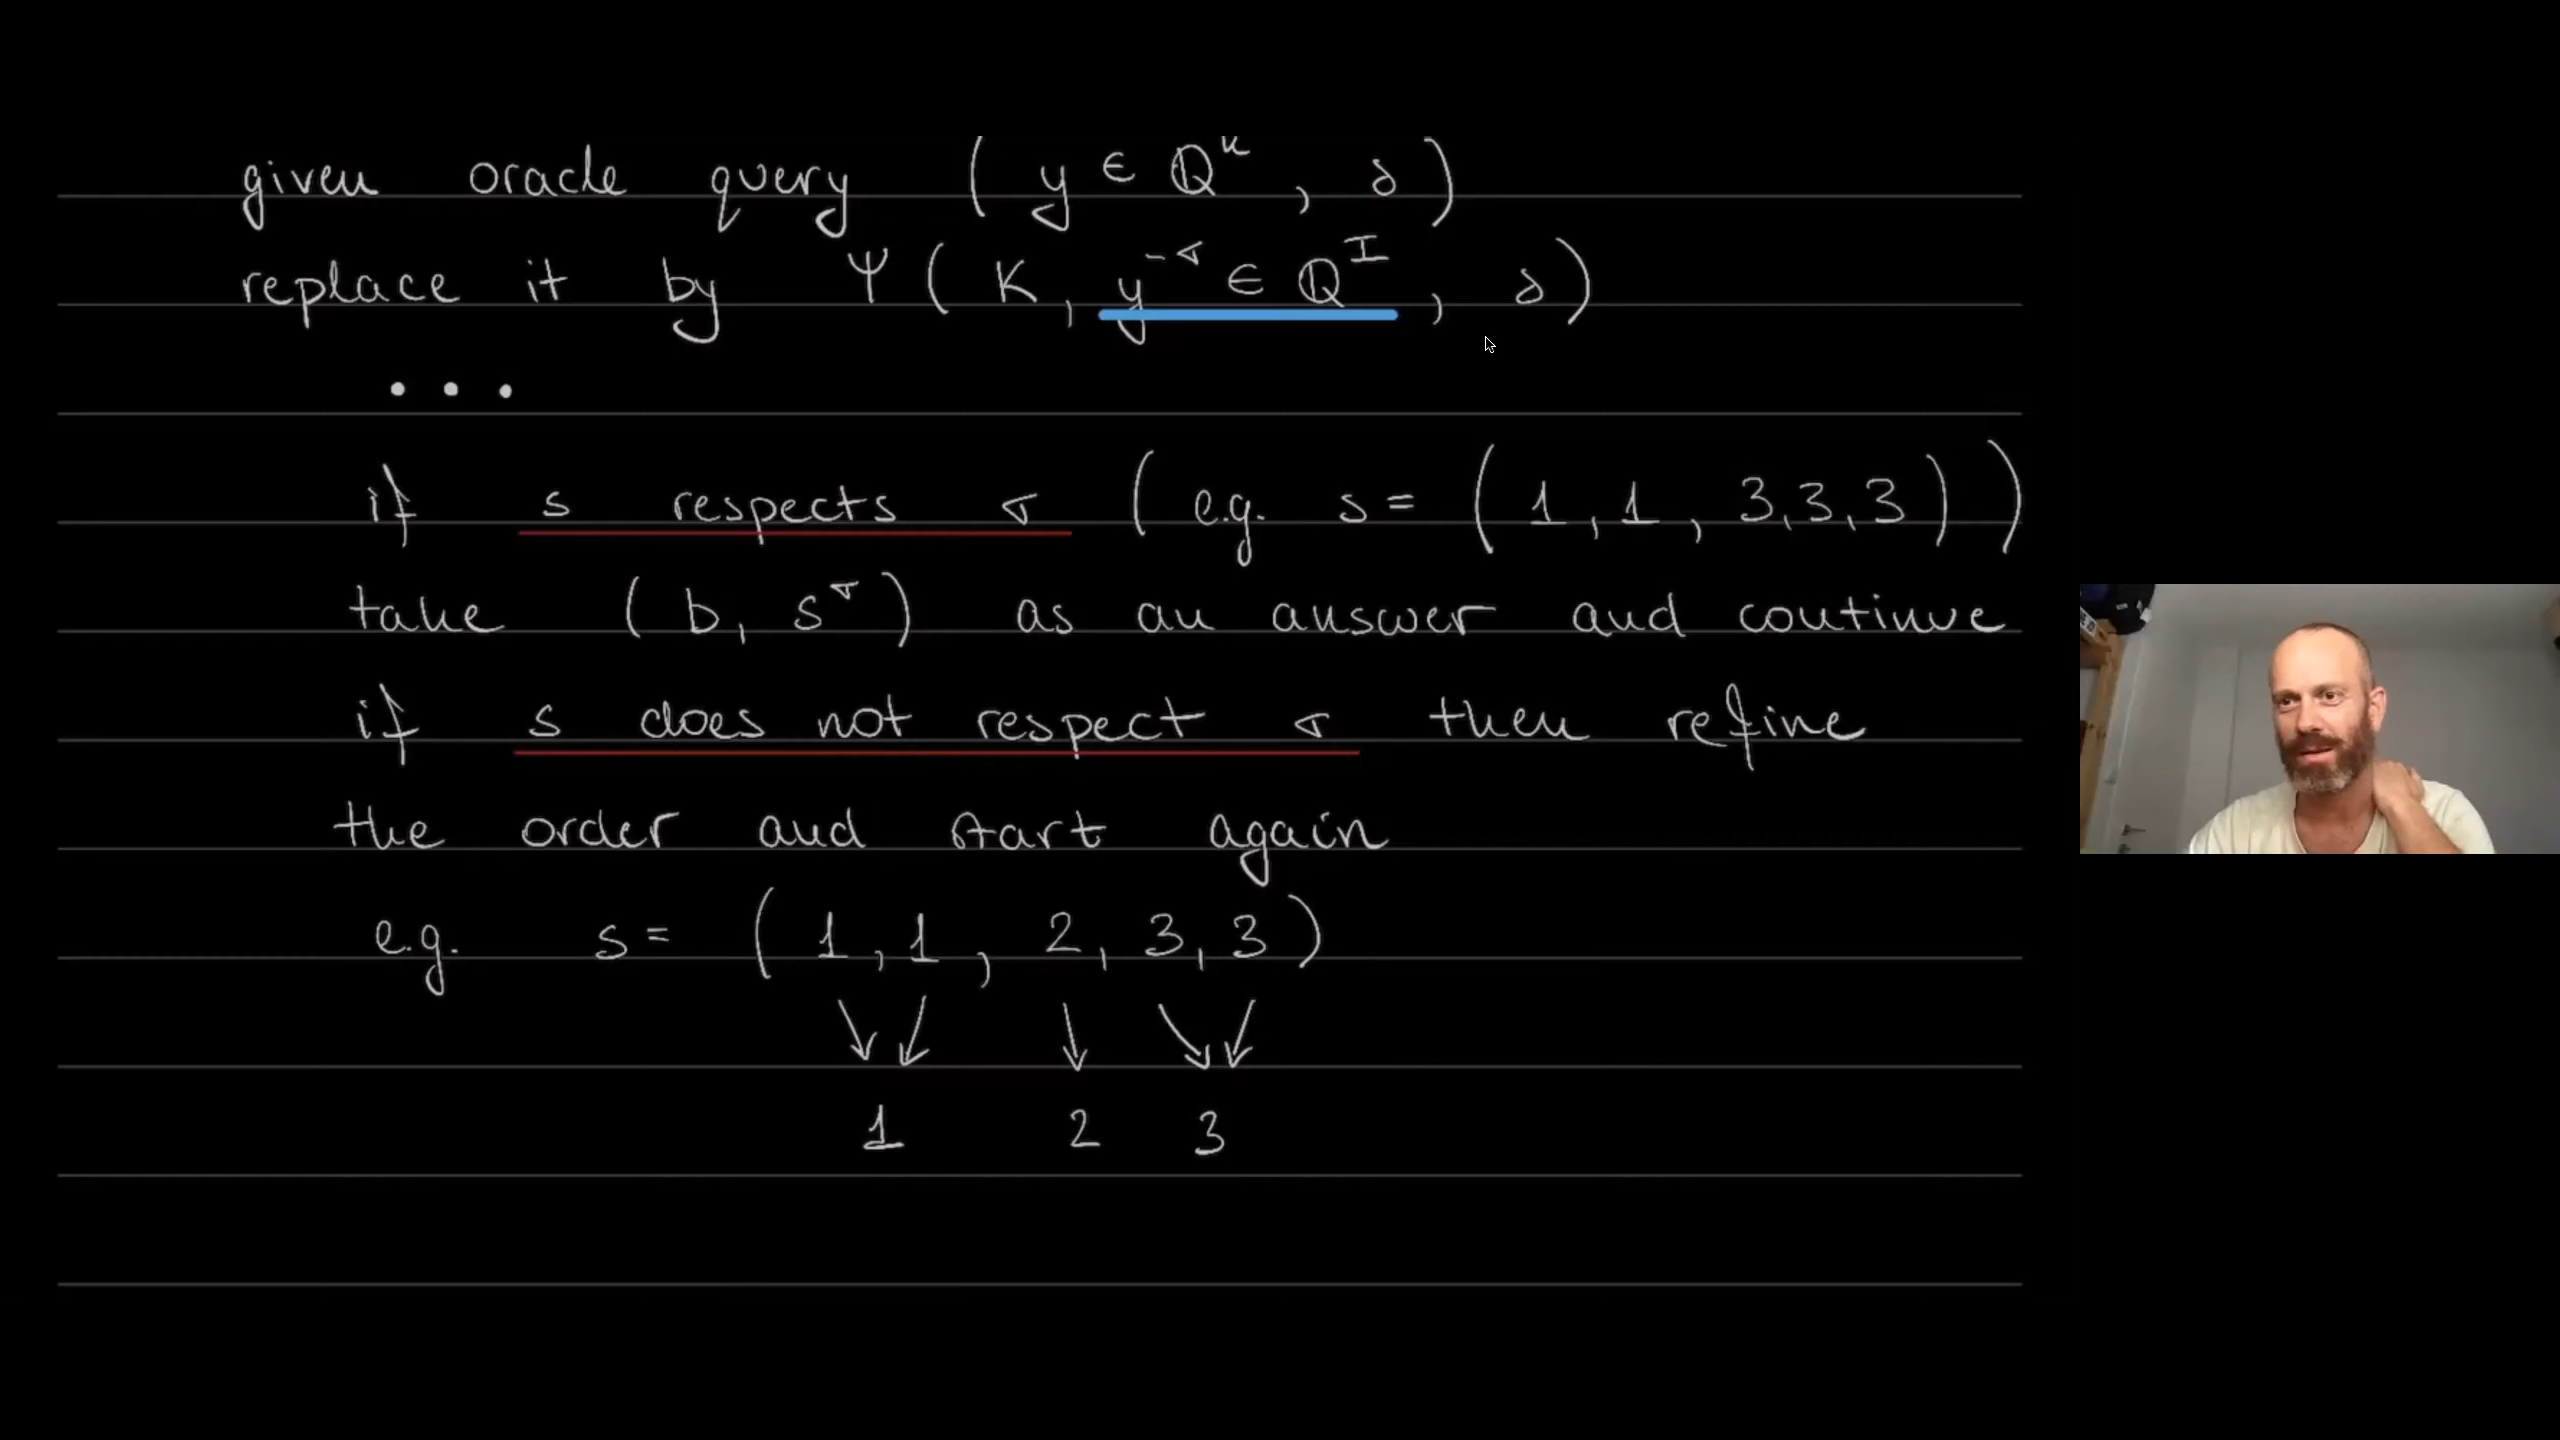 given oracle query ( y ∈ ℚᵏ , δ )
replace it by Ψ ( K, y^{-σ} ∈ ℚᴵ , δ )
• • •
if s respects σ ( e.g. s = ( 1, 1, 3, 3, 3 ) )
take ( b, s^σ ) as an answer and continue
if s does not respect σ then refine
the order and start again
e.g. s = ( 1, 1, 2, 3, 3 )
1 2 3